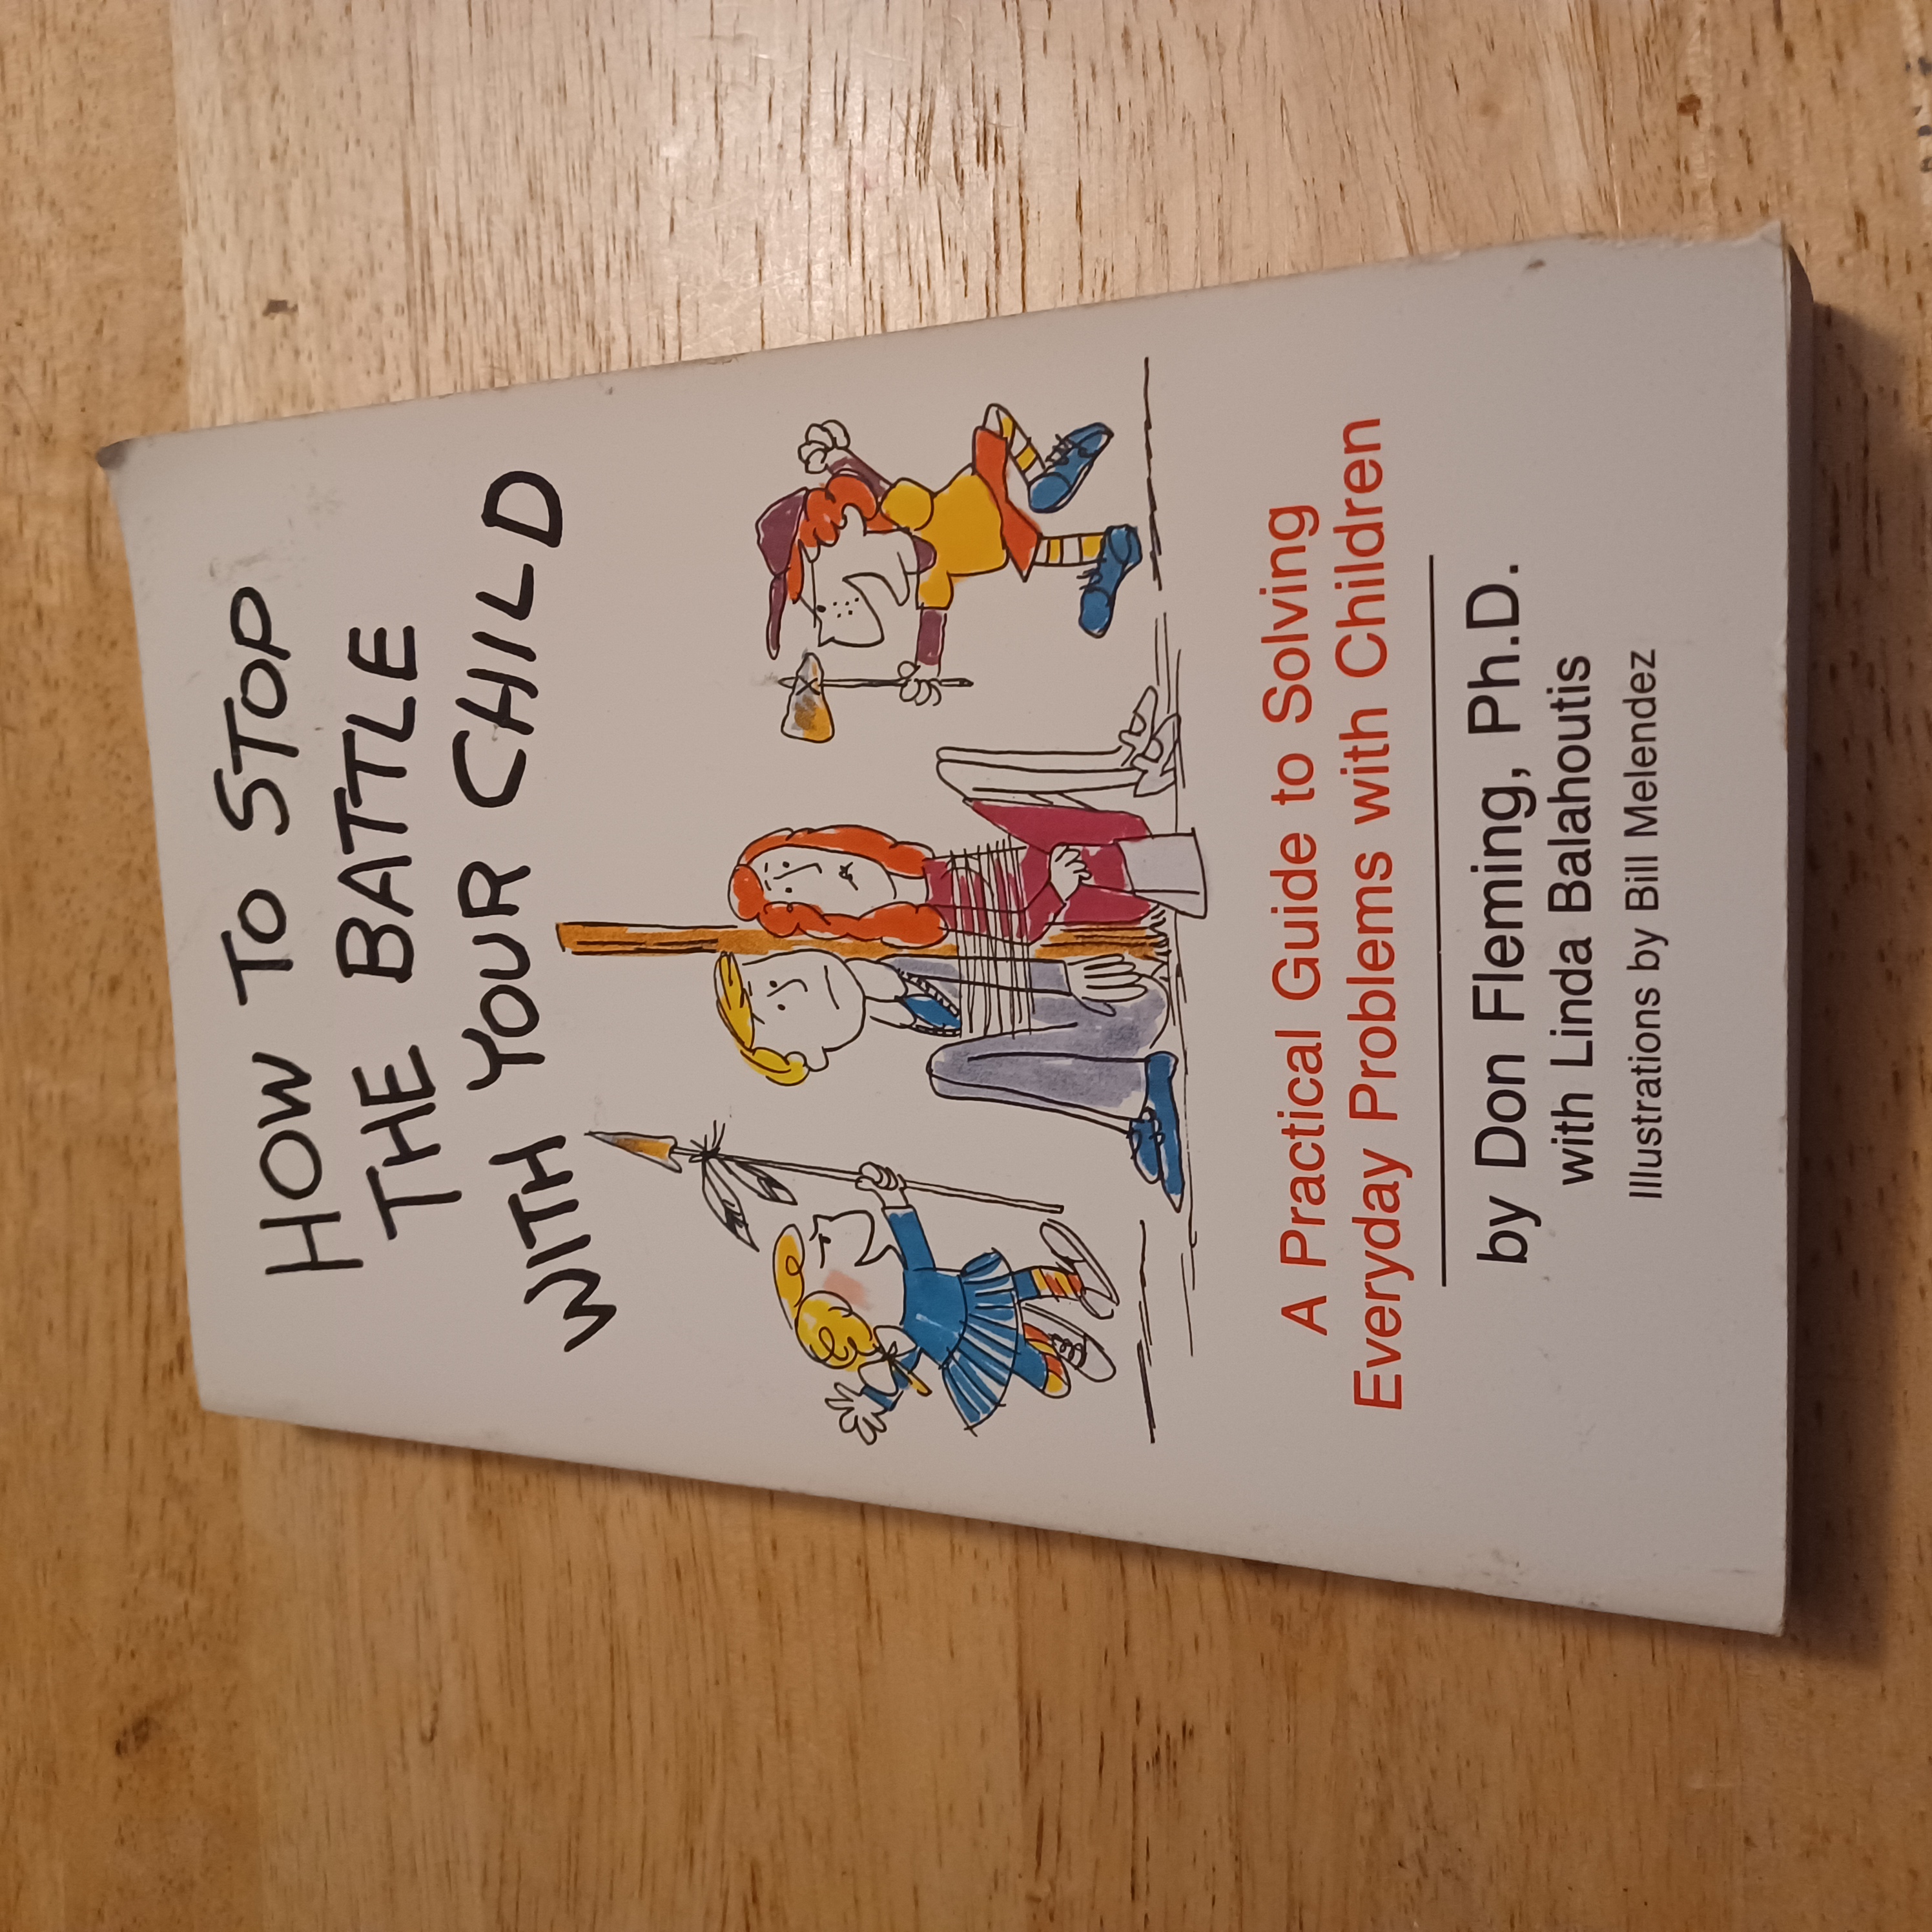 HOW TO STOP
THE BATTLE
WITH YOUR CHILD
A Practical Guide to Solving
Everyday Problems with Children
by Don Fleming, Ph.D.
with Linda Balahoutis
Illustrations by Bill Melendez